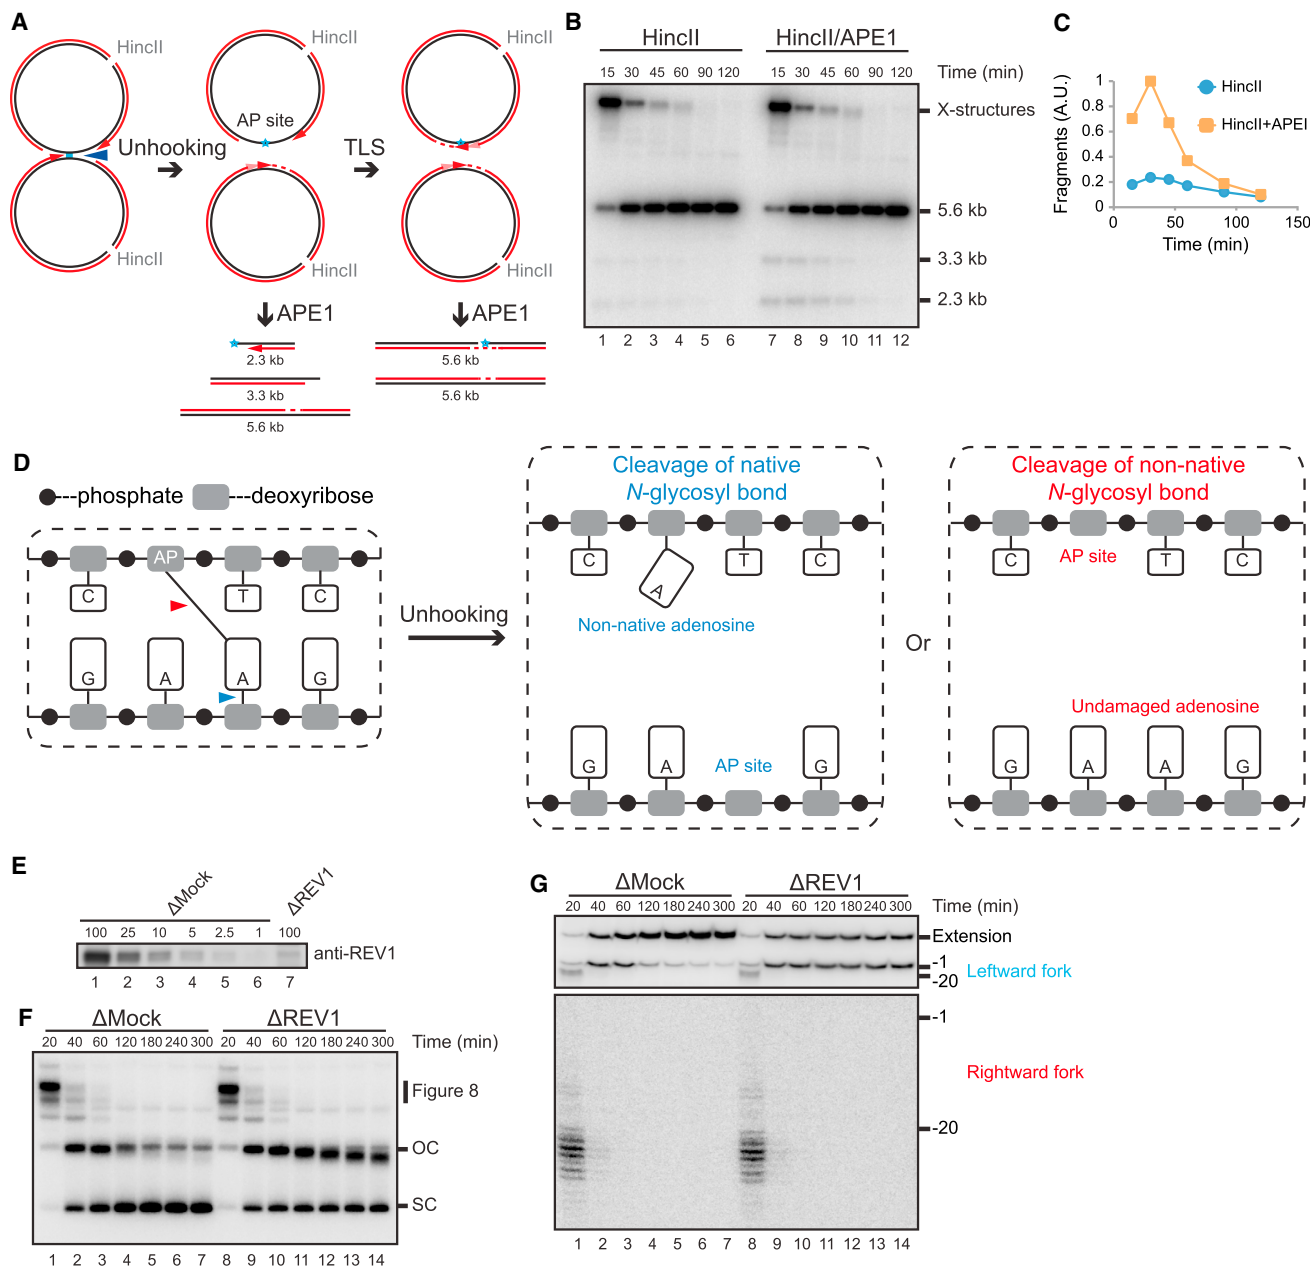 A
HincII
HincII
HincII
Unhooking
AP site
TLS
HincII
HincII
HincII
APE1
APE1
2.3 kb
3.3 kb
5.6 kb
5.6 kb
5.6 kb
B
HincII
HincII/APE1
15 30 45 60 90 120 15 30 45 60 90 120 Time (min)
X-structures
5.6 kb
3.3 kb
2.3 kb
1 2 3 4 5 6 7 8 9 10 11 12
C
Fragments (A.U.)
1
0.8
0.6
0.4
0.2
0
0 50 100 150
Time (min)
HincII
HincII+APEI
D
---phosphate ---deoxyribose
AP
C T C
G A A G
Unhooking
Cleavage of native
N-glycosyl bond
C A T C
Non-native adenosine
AP site
G A G
Or
Cleavage of non-native
N-glycosyl bond
C T C
AP site
Undamaged adenosine
G A A G
E
ΔMock
ΔREV1
100 25 10 5 2.5 1 100
anti-REV1
1 2 3 4 5 6 7
F
ΔMock ΔREV1
20 40 60 120 180 240 300 20 40 60 120 180 240 300 Time (min)
Figure 8
OC
SC
1 2 3 4 5 6 7 8 9 10 11 12 13 14
G
ΔMock ΔREV1
20 40 60 120 180 240 300 20 40 60 120 180 240 300 Time (min)
Extension
-1
-20
Leftward fork
-1
Rightward fork
-20
1 2 3 4 5 6 7 8 9 10 11 12 13 14